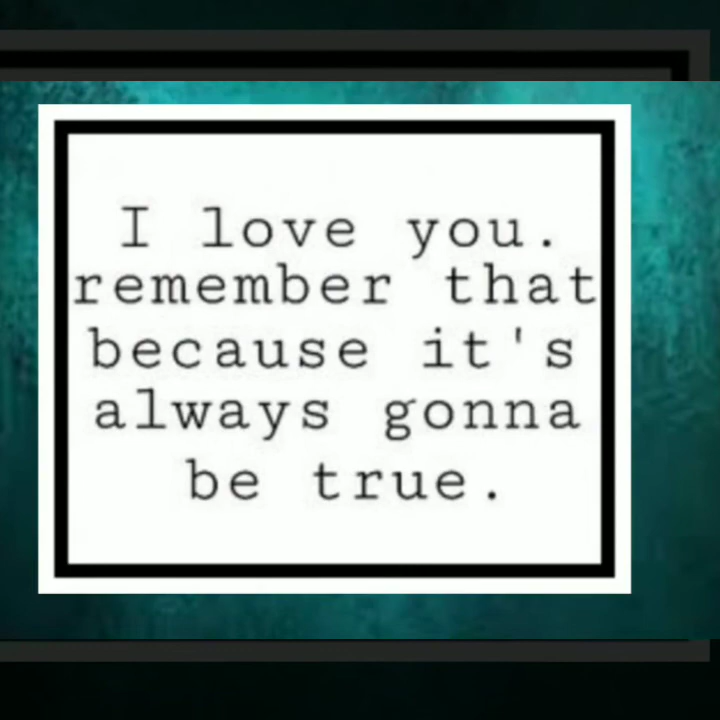 I love you.
remember that
because it's
always gonna
be true.